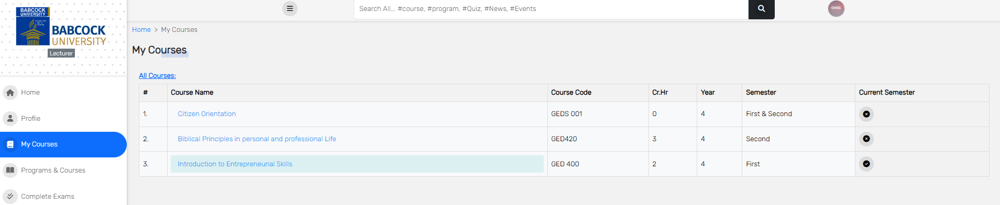 BABCOCK
UNIVERSITY
BABCOCK
UNIVERSITY
Lecturer
Search All... #course, #program, #Quiz, #News, #Events
CHILL
Home > My Courses
My Courses
Home
Profile
My Courses
Programs & Courses
Complete Exams
All Courses:
# Course Name Course Code Cr.Hr Year Semester Current Semester
1. Citizen Orientation GEDS 001 0 4 First & Second
2. Biblical Principles in personal and professional Life GED420 3 4 Second
3. Introduction to Entrepreneurial Skills GED 400 2 4 First